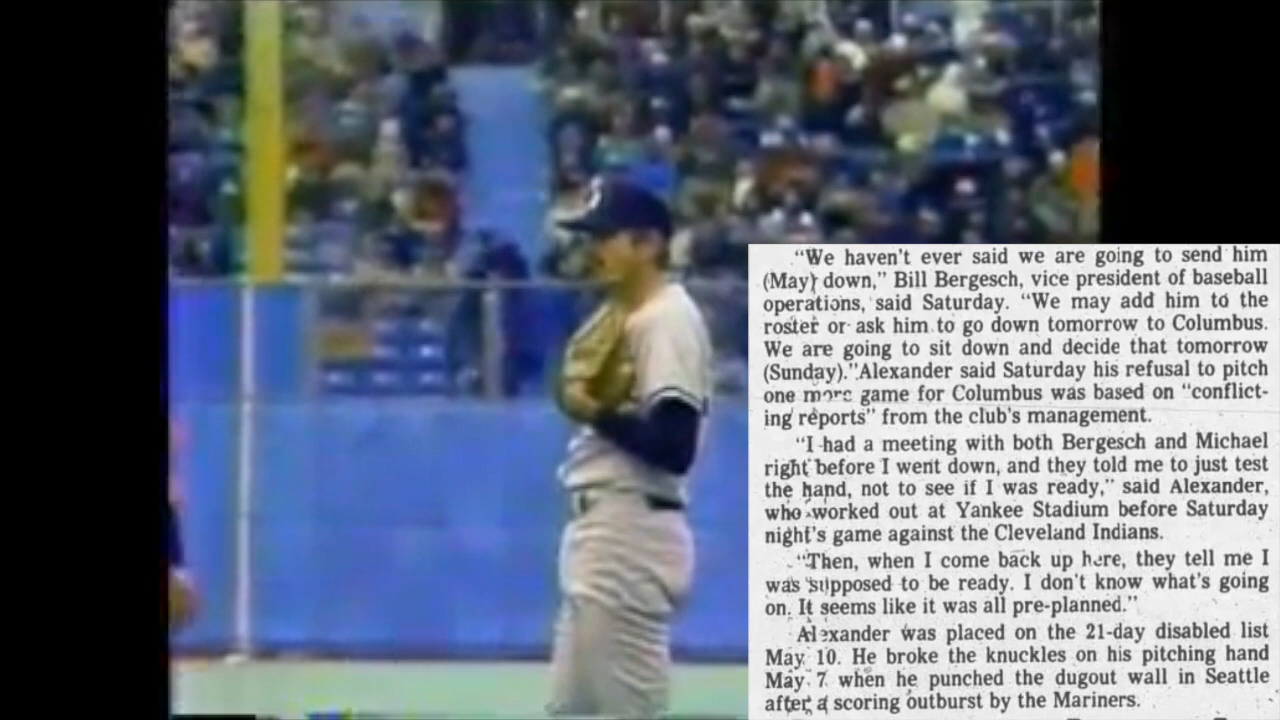 “We haven't ever said we are going to send him
(May) down,” Bill Bergesch, vice president of baseball
operations, said Saturday. “We may add him to the
roster or ask him to go down tomorrow to Columbus.
We are going to sit down and decide that tomorrow
(Sunday).”Alexander said Saturday his refusal to pitch
one more game for Columbus was based on “conflict-
ing reports” from the club's management.
“I had a meeting with both Bergesch and Michael
right before I went down, and they told me to just test
the hand, not to see if I was ready,” said Alexander,
who worked out at Yankee Stadium before Saturday
night's game against the Cleveland Indians.
“Then, when I come back up here, they tell me I
was supposed to be ready. I don't know what's going
on. It seems like it was all pre-planned.”
Alexander was placed on the 21-day disabled list
May 10. He broke the knuckles on his pitching hand
May 7 when he punched the dugout wall in Seattle
after a scoring outburst by the Mariners.